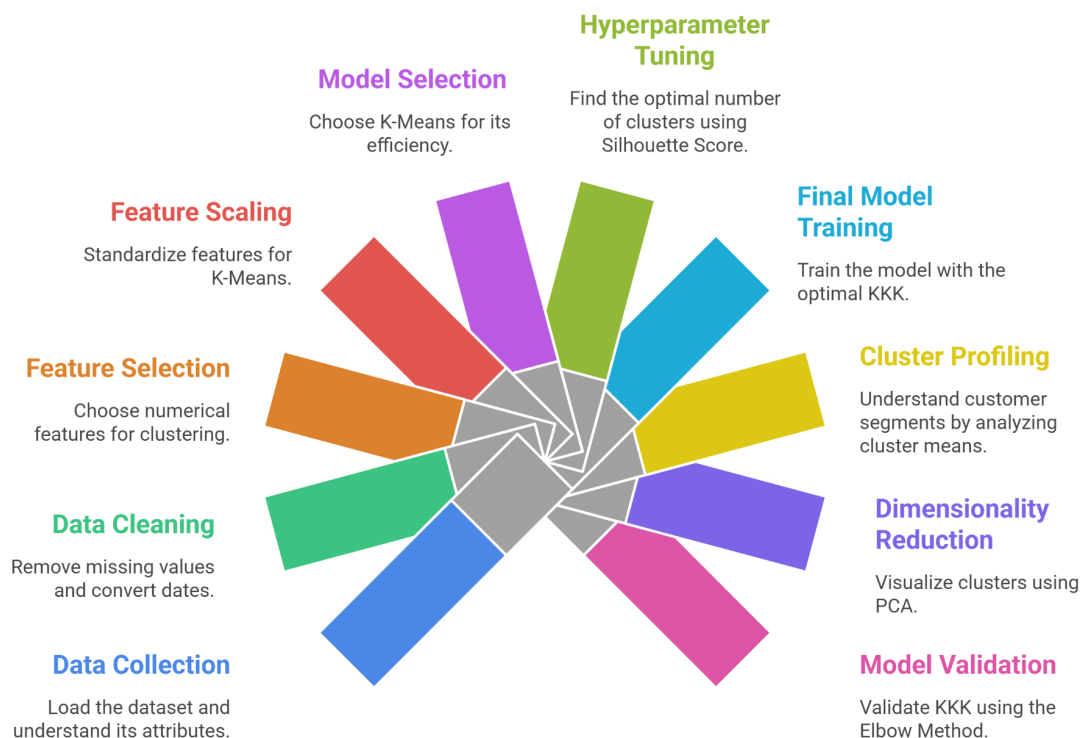 Hyperparameter
Tuning
Find the optimal number
of clusters using
Silhouette Score.
Model Selection
Choose K-Means for its
efficiency.
Feature Scaling
Standardize features for
K-Means.
Final Model
Training
Train the model with the
optimal KKK.
Feature Selection
Choose numerical
features for clustering.
Cluster Profiling
Understand customer
segments by analyzing
cluster means.
Data Cleaning
Remove missing values
and convert dates.
Dimensionality
Reduction
Visualize clusters using
PCA.
Data Collection
Load the dataset and
understand its attributes.
Model Validation
Validate KKK using the
Elbow Method.